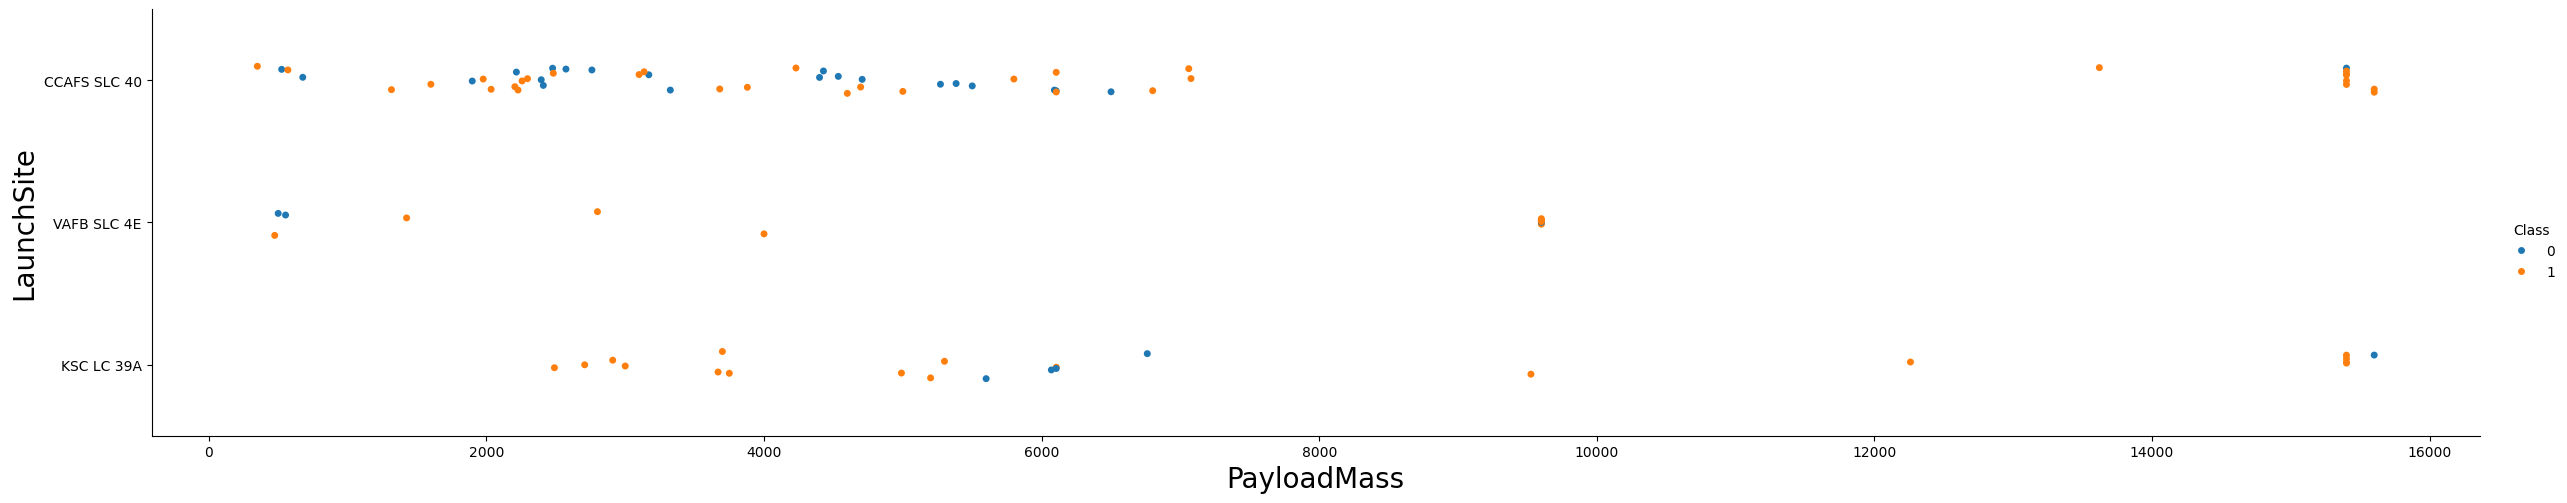 LaunchSite
CCAFS SLC 40
VAFB SLC 4E
KSC LC 39A
0 2000 4000 6000 8000 10000 12000 14000 16000
PayloadMass
Class
0
1